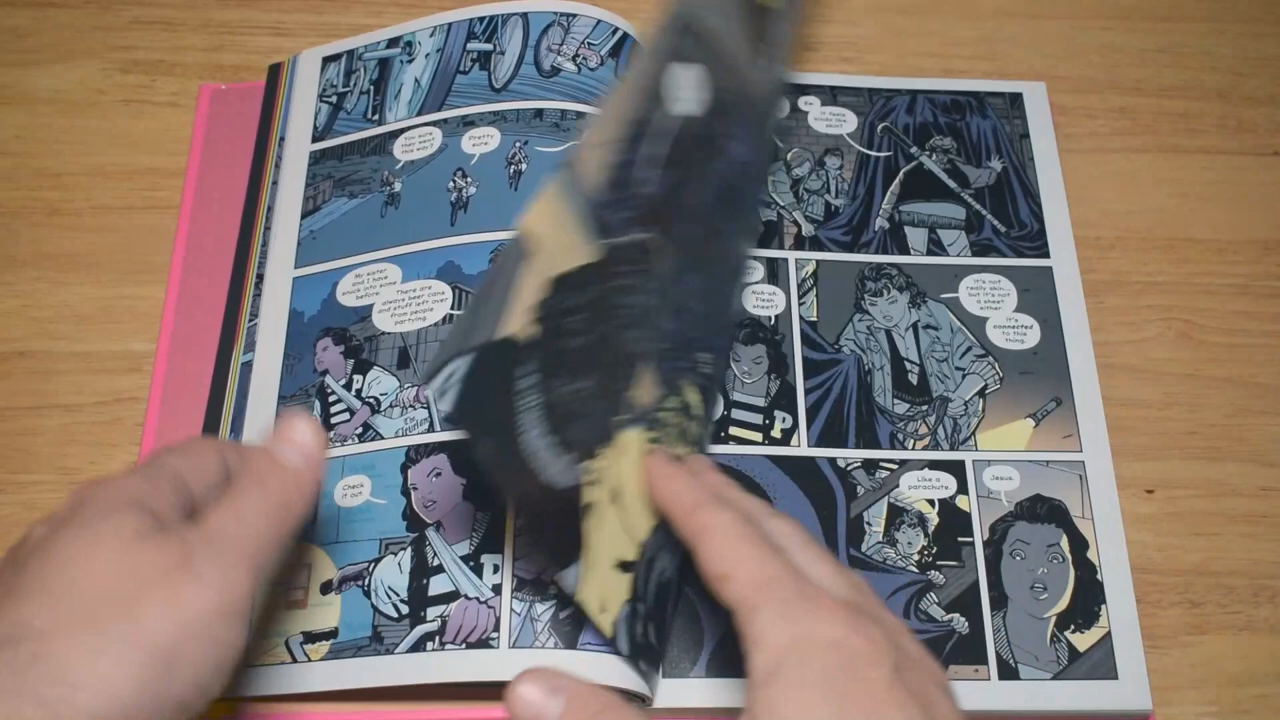 You sure
they went
this way?
Pretty
sure.
My sister
and I have
snuck into some
before.
There are
always beer cans
and stuff left over
from people
partying.
P
Check
it out.
P
Ew.
It feels
kinda like
skin?
Nuh-uh.
Flesh
sheet?
P
It's not
really skin...
but it's not
a sheet
either.
It's
connected
to this
thing.
Like a
parachute.
Jesus.